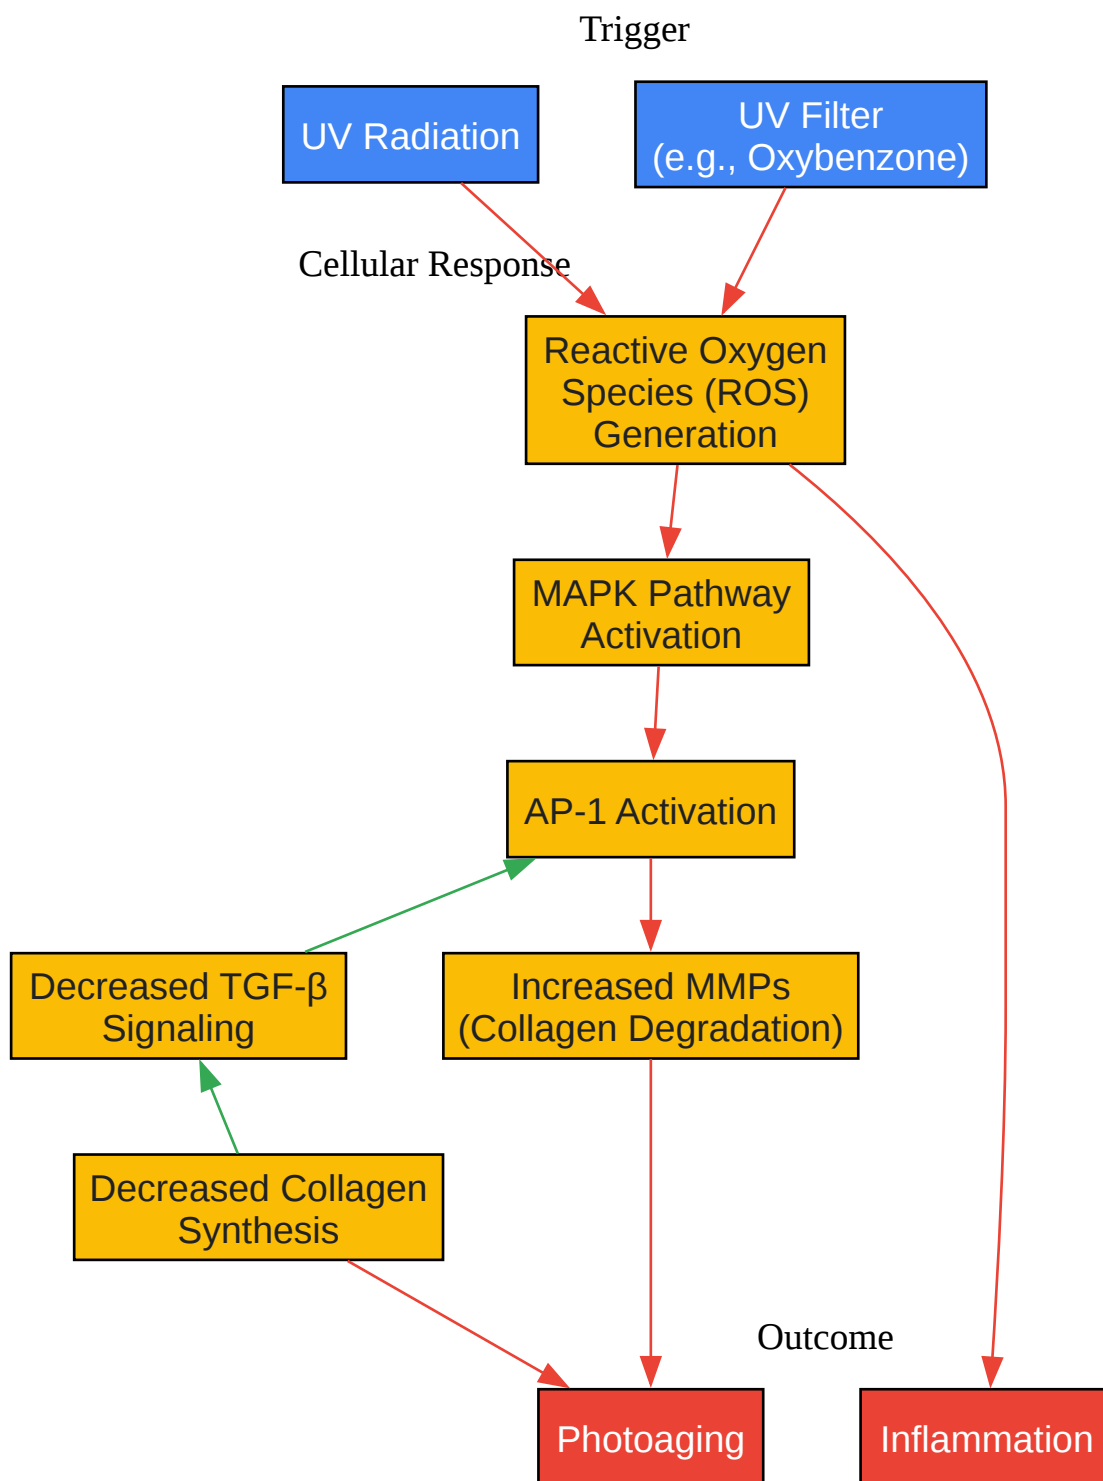 Trigger
UV Radiation
UV Filter
(e.g., Oxybenzone)
Cellular Response
Reactive Oxygen
Species (ROS)
Generation
MAPK Pathway
Activation
AP-1 Activation
Decreased TGF-β
Signaling
Increased MMPs
(Collagen Degradation)
Decreased Collagen
Synthesis
Outcome
Photoaging
Inflammation